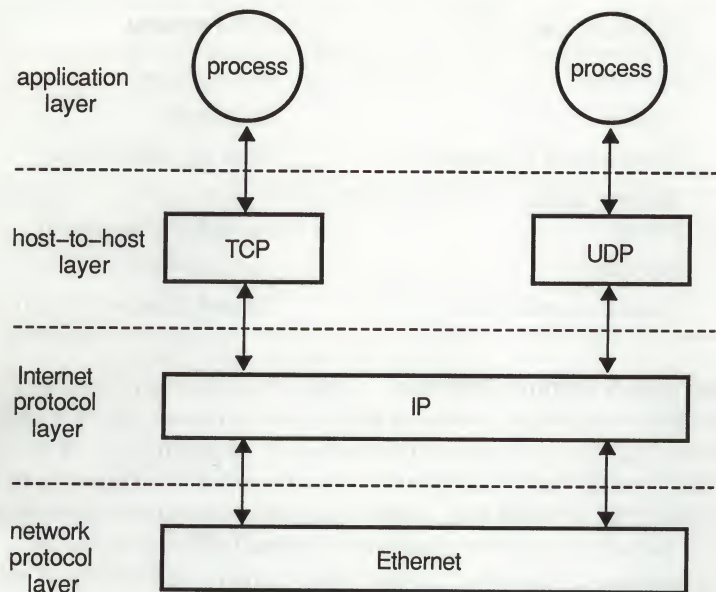 process
process
application
layer
host-to-host
layer
TCP
UDP
Internet
protocol
layer
IP
network
protocol
layer
Ethernet